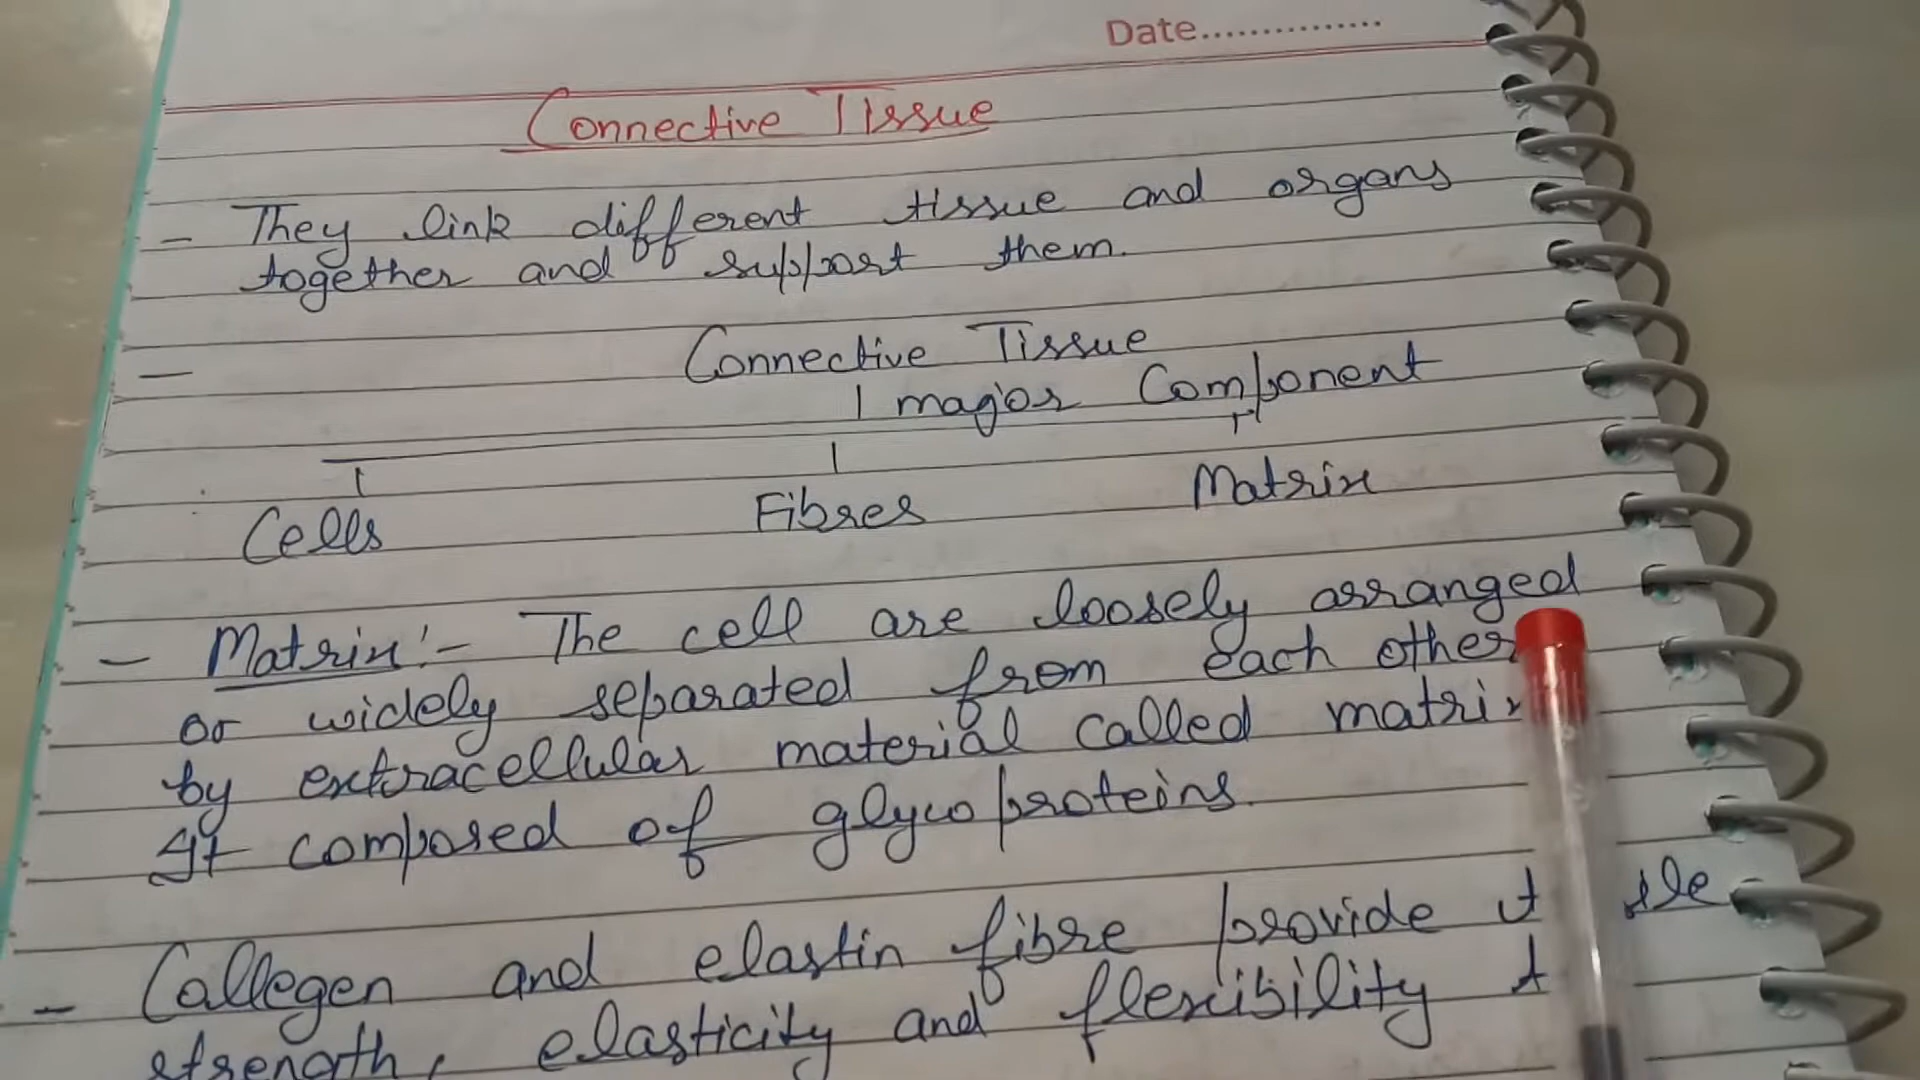 Date...............
Connective Tissue
- They link different tissue and organs
together and support them.
- Connective Tissue
major Component
Cells Fibres Matrix
- Matrix:- The cell are loosely arranged
or widely separated from each other
by extracellular material called matrix
It composed of glycoproteins.
- Collegen and elastin fibre provide
strength, elasticity and flexibility